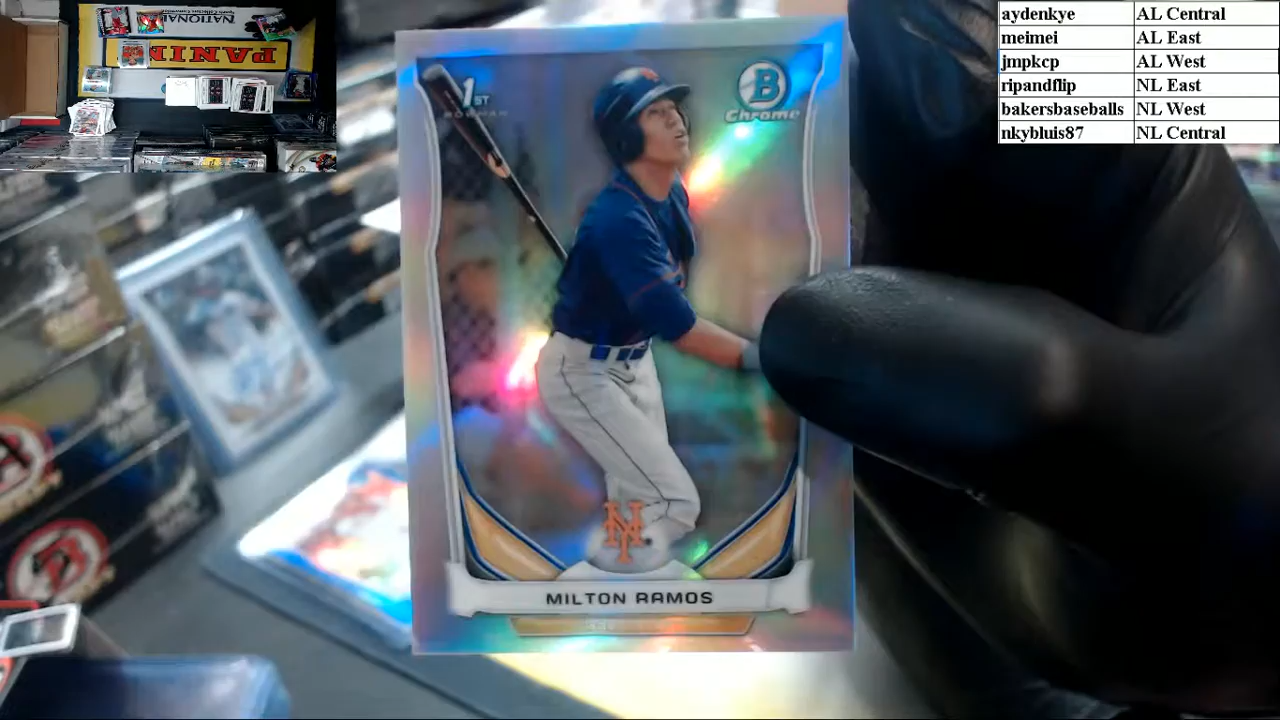 NATIONAL
PANINI
aydenkye AL Central
meimei AL East
jmpkcp AL West
ripandflip NL East
bakersbaseballs NL West
nkybluis87 NL Central
1ST
BOWMAN
B
Chrome
NY
MILTON RAMOS